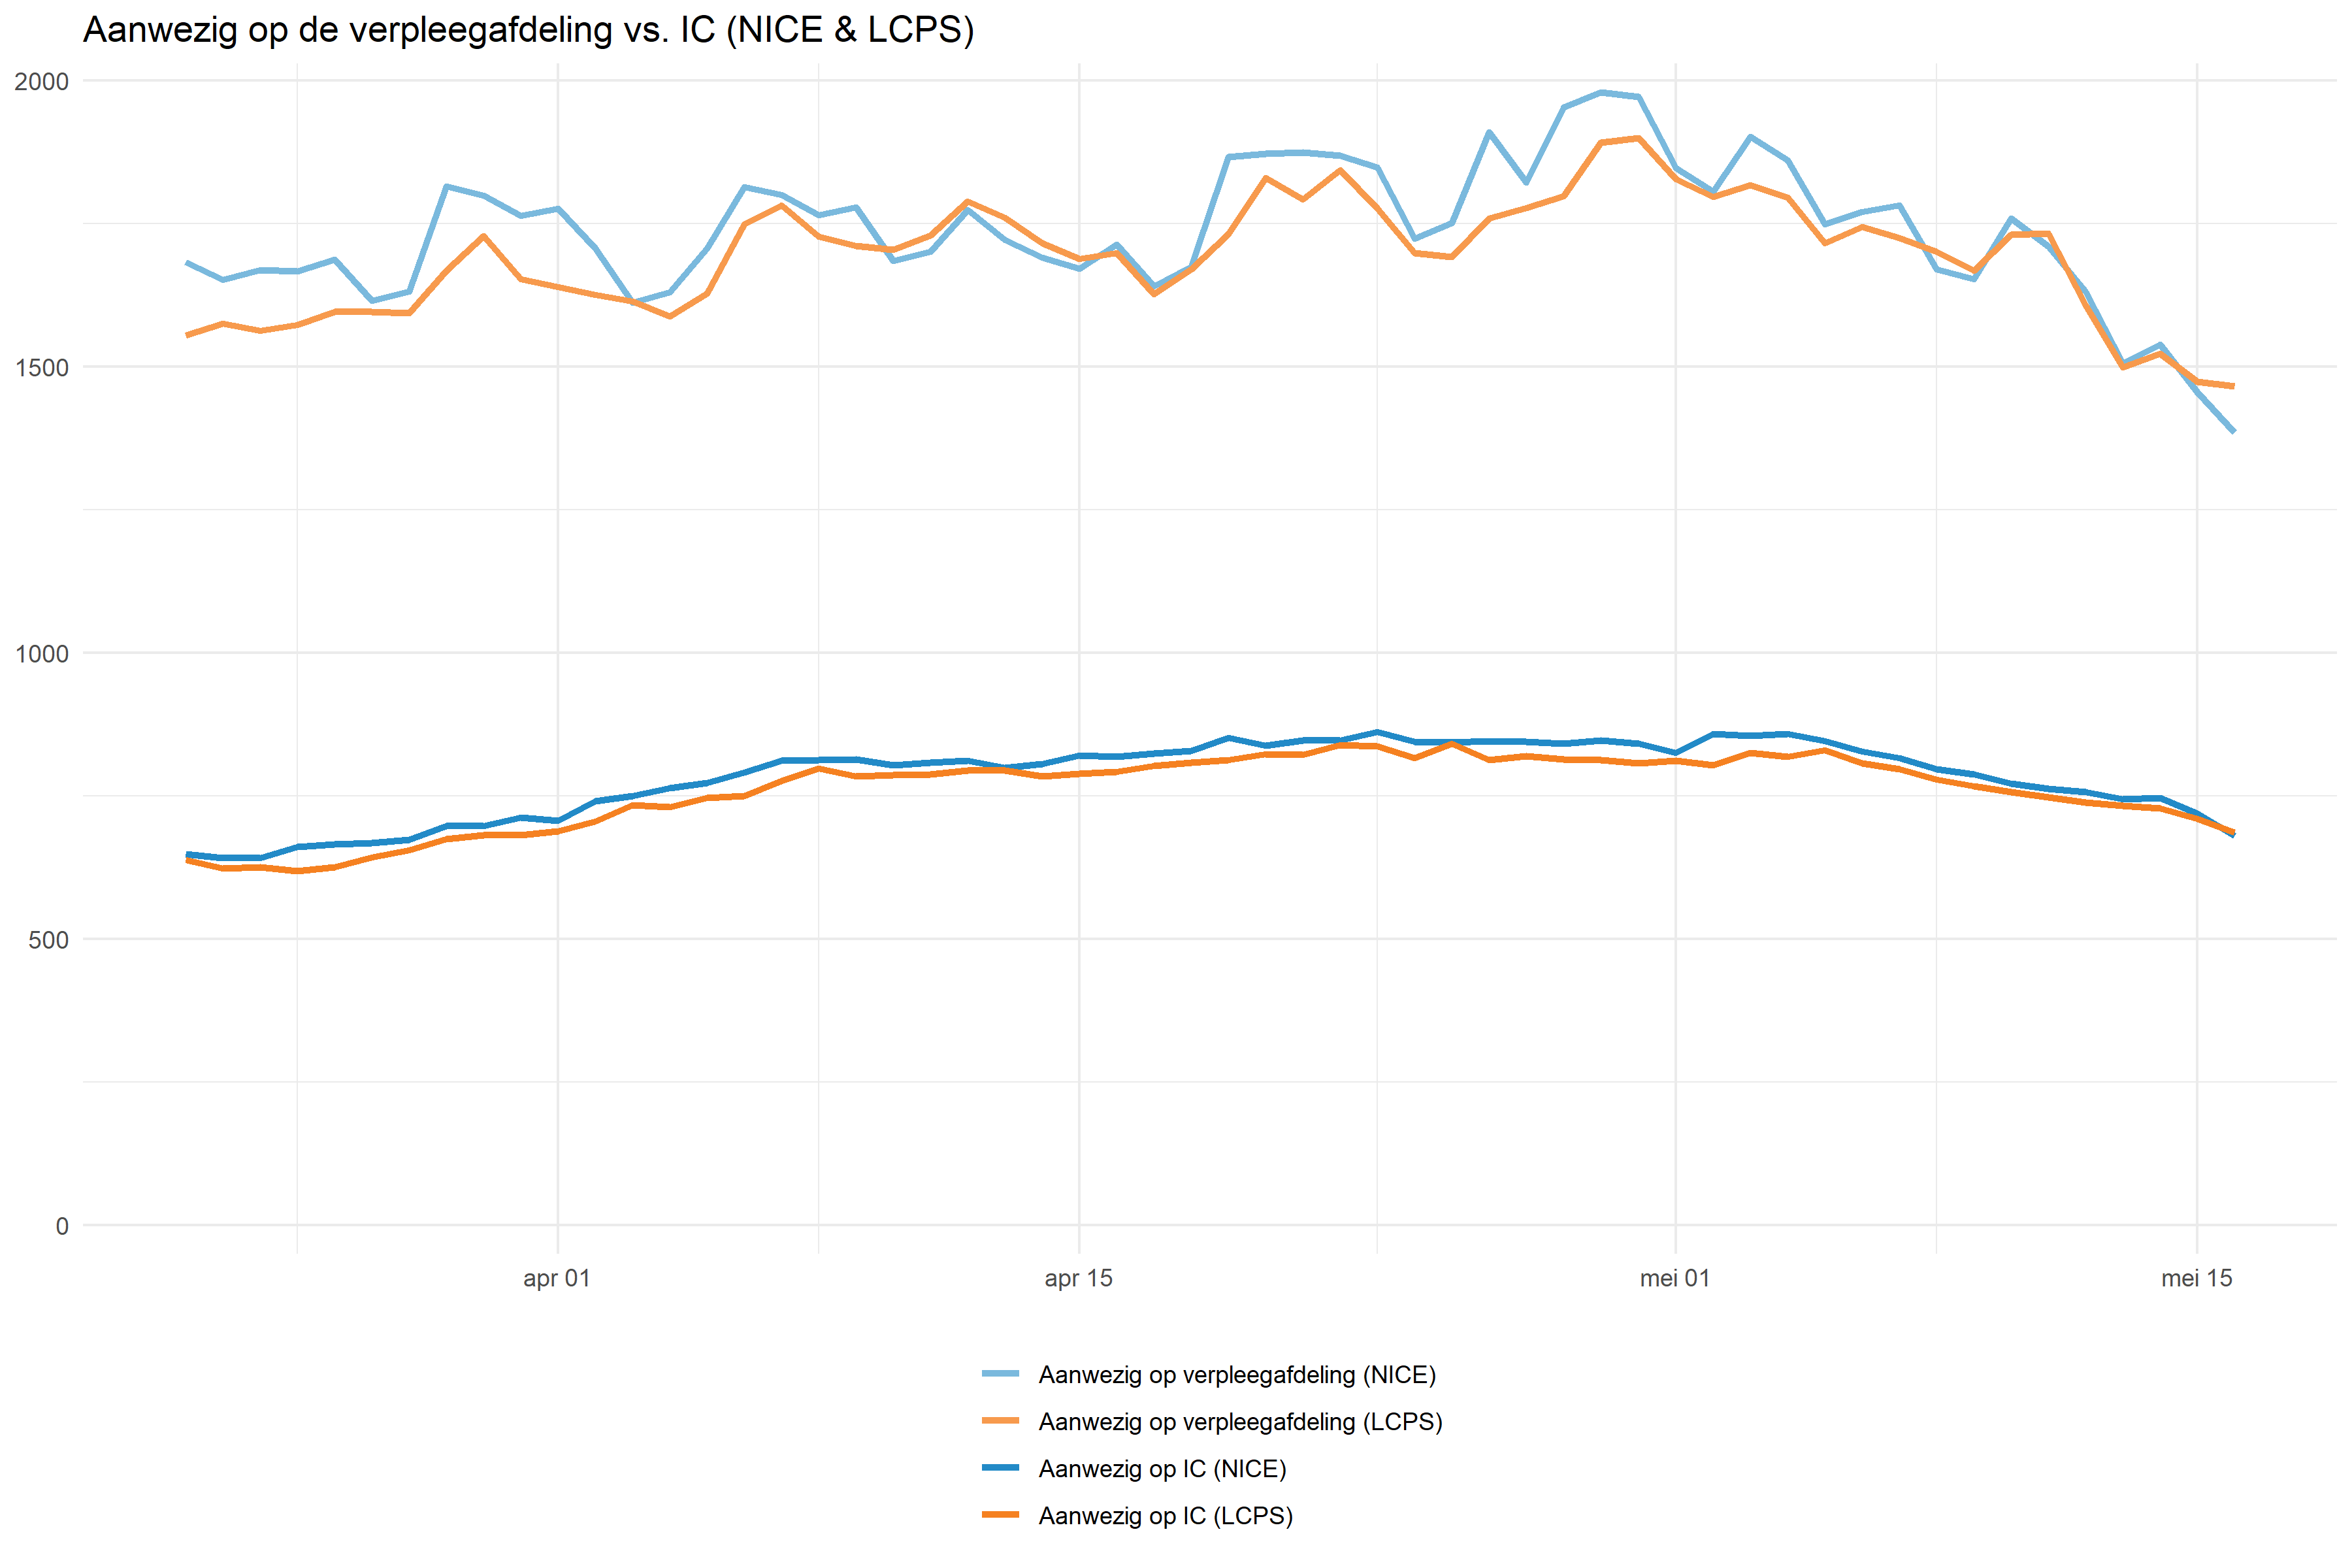 Aanwezig op de verpleegafdeling vs. IC (NICE & LCPS)
2000
1500
1000
500
0
apr 01
apr 15
mei 01
mei 15
Aanwezig op verpleegafdeling (NICE)
Aanwezig op verpleegafdeling (LCPS)
Aanwezig op IC (NICE)
Aanwezig op IC (LCPS)